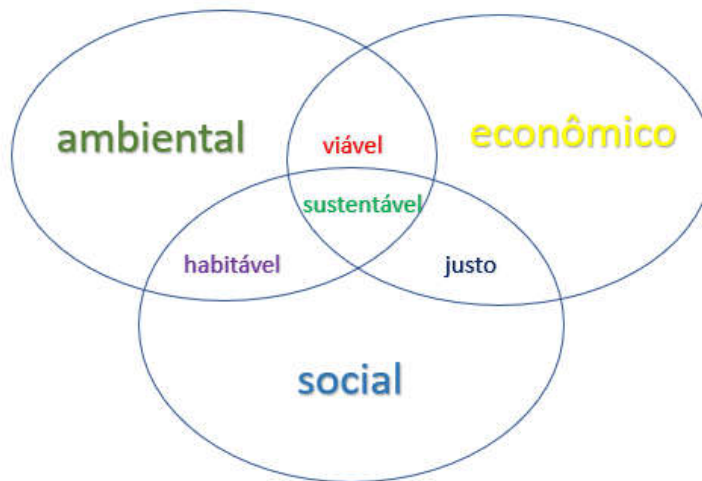 ambiental
econômico
viável
sustentável
habitável
justo
social